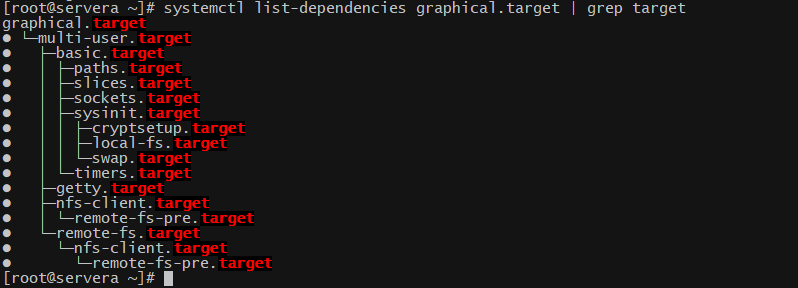 [root@servera ~]# systemctl list-dependencies graphical.target | grep target
graphical.target
● └─multi-user.target
●   ├─basic.target
●   │ ├─paths.target
●   │ ├─slices.target
●   │ ├─sockets.target
●   │ ├─sysinit.target
●   │ │ ├─cryptsetup.target
●   │ │ ├─local-fs.target
●   │ │ └─swap.target
●   │ └─timers.target
●   ├─getty.target
●   ├─nfs-client.target
●   │ └─remote-fs-pre.target
●   └─remote-fs.target
●     └─nfs-client.target
●       └─remote-fs-pre.target
[root@servera ~]#